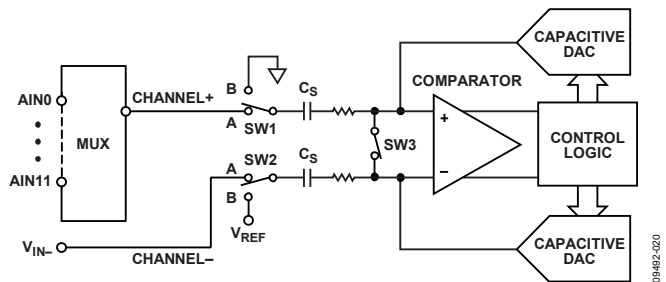 CAPACITIVE
DAC
B
CS
COMPARATOR
AIN0
CHANNEL+
A
SW1
MUX
+
SW3
CONTROL
LOGIC
A
SW2
CS
–
AIN11
B
VREF
VIN–
CHANNEL–
CAPACITIVE
DAC
09492-020